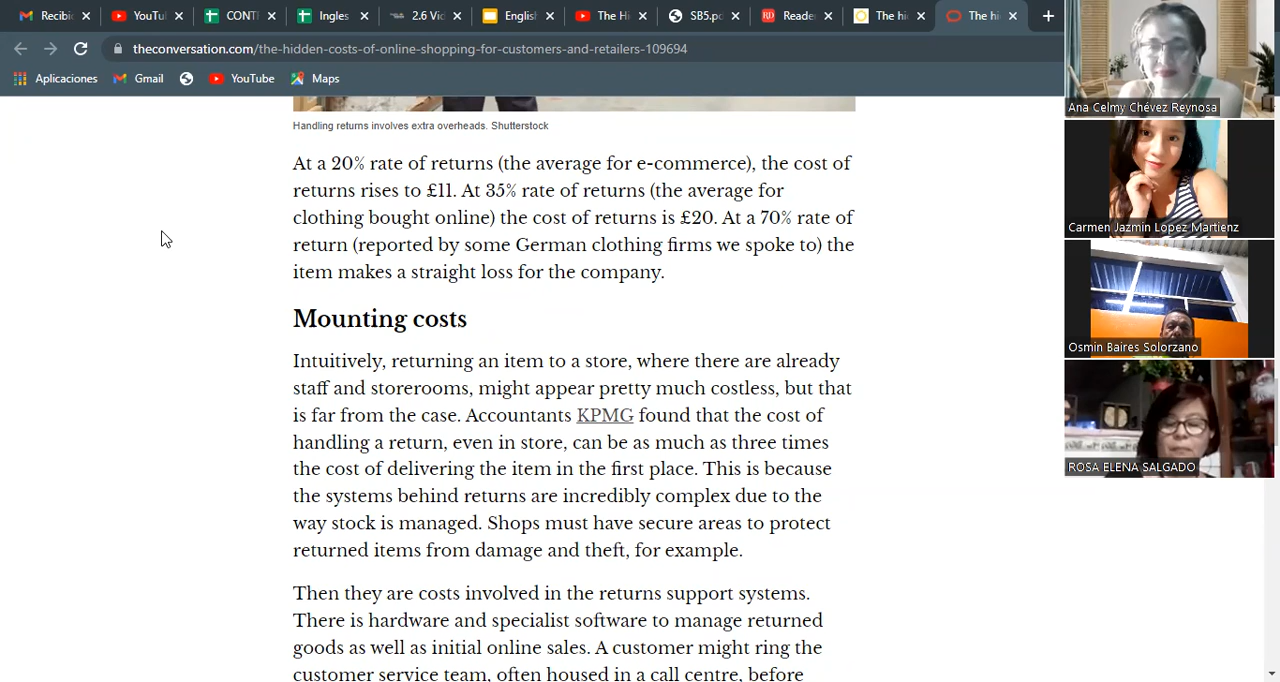 Recibic
YouTu
CONTI
Ingles
2.6 Vic
English
The Hi
SB5.pd
Reade
The hi
The hi
theconversation.com/the-hidden-costs-of-online-shopping-for-customers-and-retailers-109694
Aplicaciones
Gmail
YouTube
Maps
Handling returns involves extra overheads. Shutterstock
At a 20% rate of returns (the average for e-commerce), the cost of
returns rises to £11. At 35% rate of returns (the average for
clothing bought online) the cost of returns is £20. At a 70% rate of
return (reported by some German clothing firms we spoke to) the
item makes a straight loss for the company.
Mounting costs
Intuitively, returning an item to a store, where there are already
staff and storerooms, might appear pretty much costless, but that
is far from the case. Accountants KPMG found that the cost of
handling a return, even in store, can be as much as three times
the cost of delivering the item in the first place. This is because
the systems behind returns are incredibly complex due to the
way stock is managed. Shops must have secure areas to protect
returned items from damage and theft, for example.
Then they are costs involved in the returns support systems.
There is hardware and specialist software to manage returned
goods as well as initial online sales. A customer might ring the
customer service team, often housed in a call centre, before
Ana Celmy Chévez Reynosa
Carmen Jazmin Lopez Martienz
Osmin Baires Solorzano
ROSA ELENA SALGADO